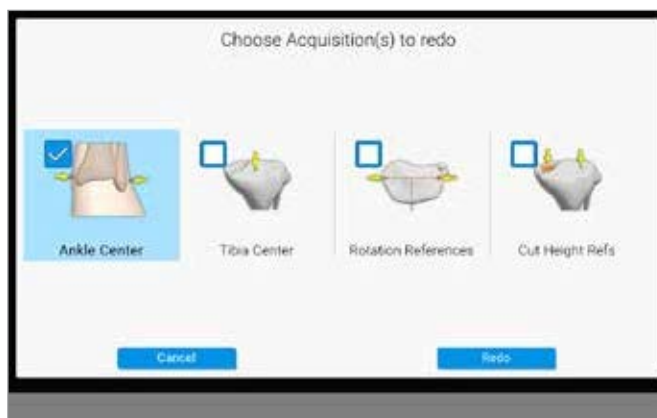 Choose Acquisition(s) to redo
Ankle Center
Tibia Center
Rotation References
Cut Height Refs
Cancel
Redo